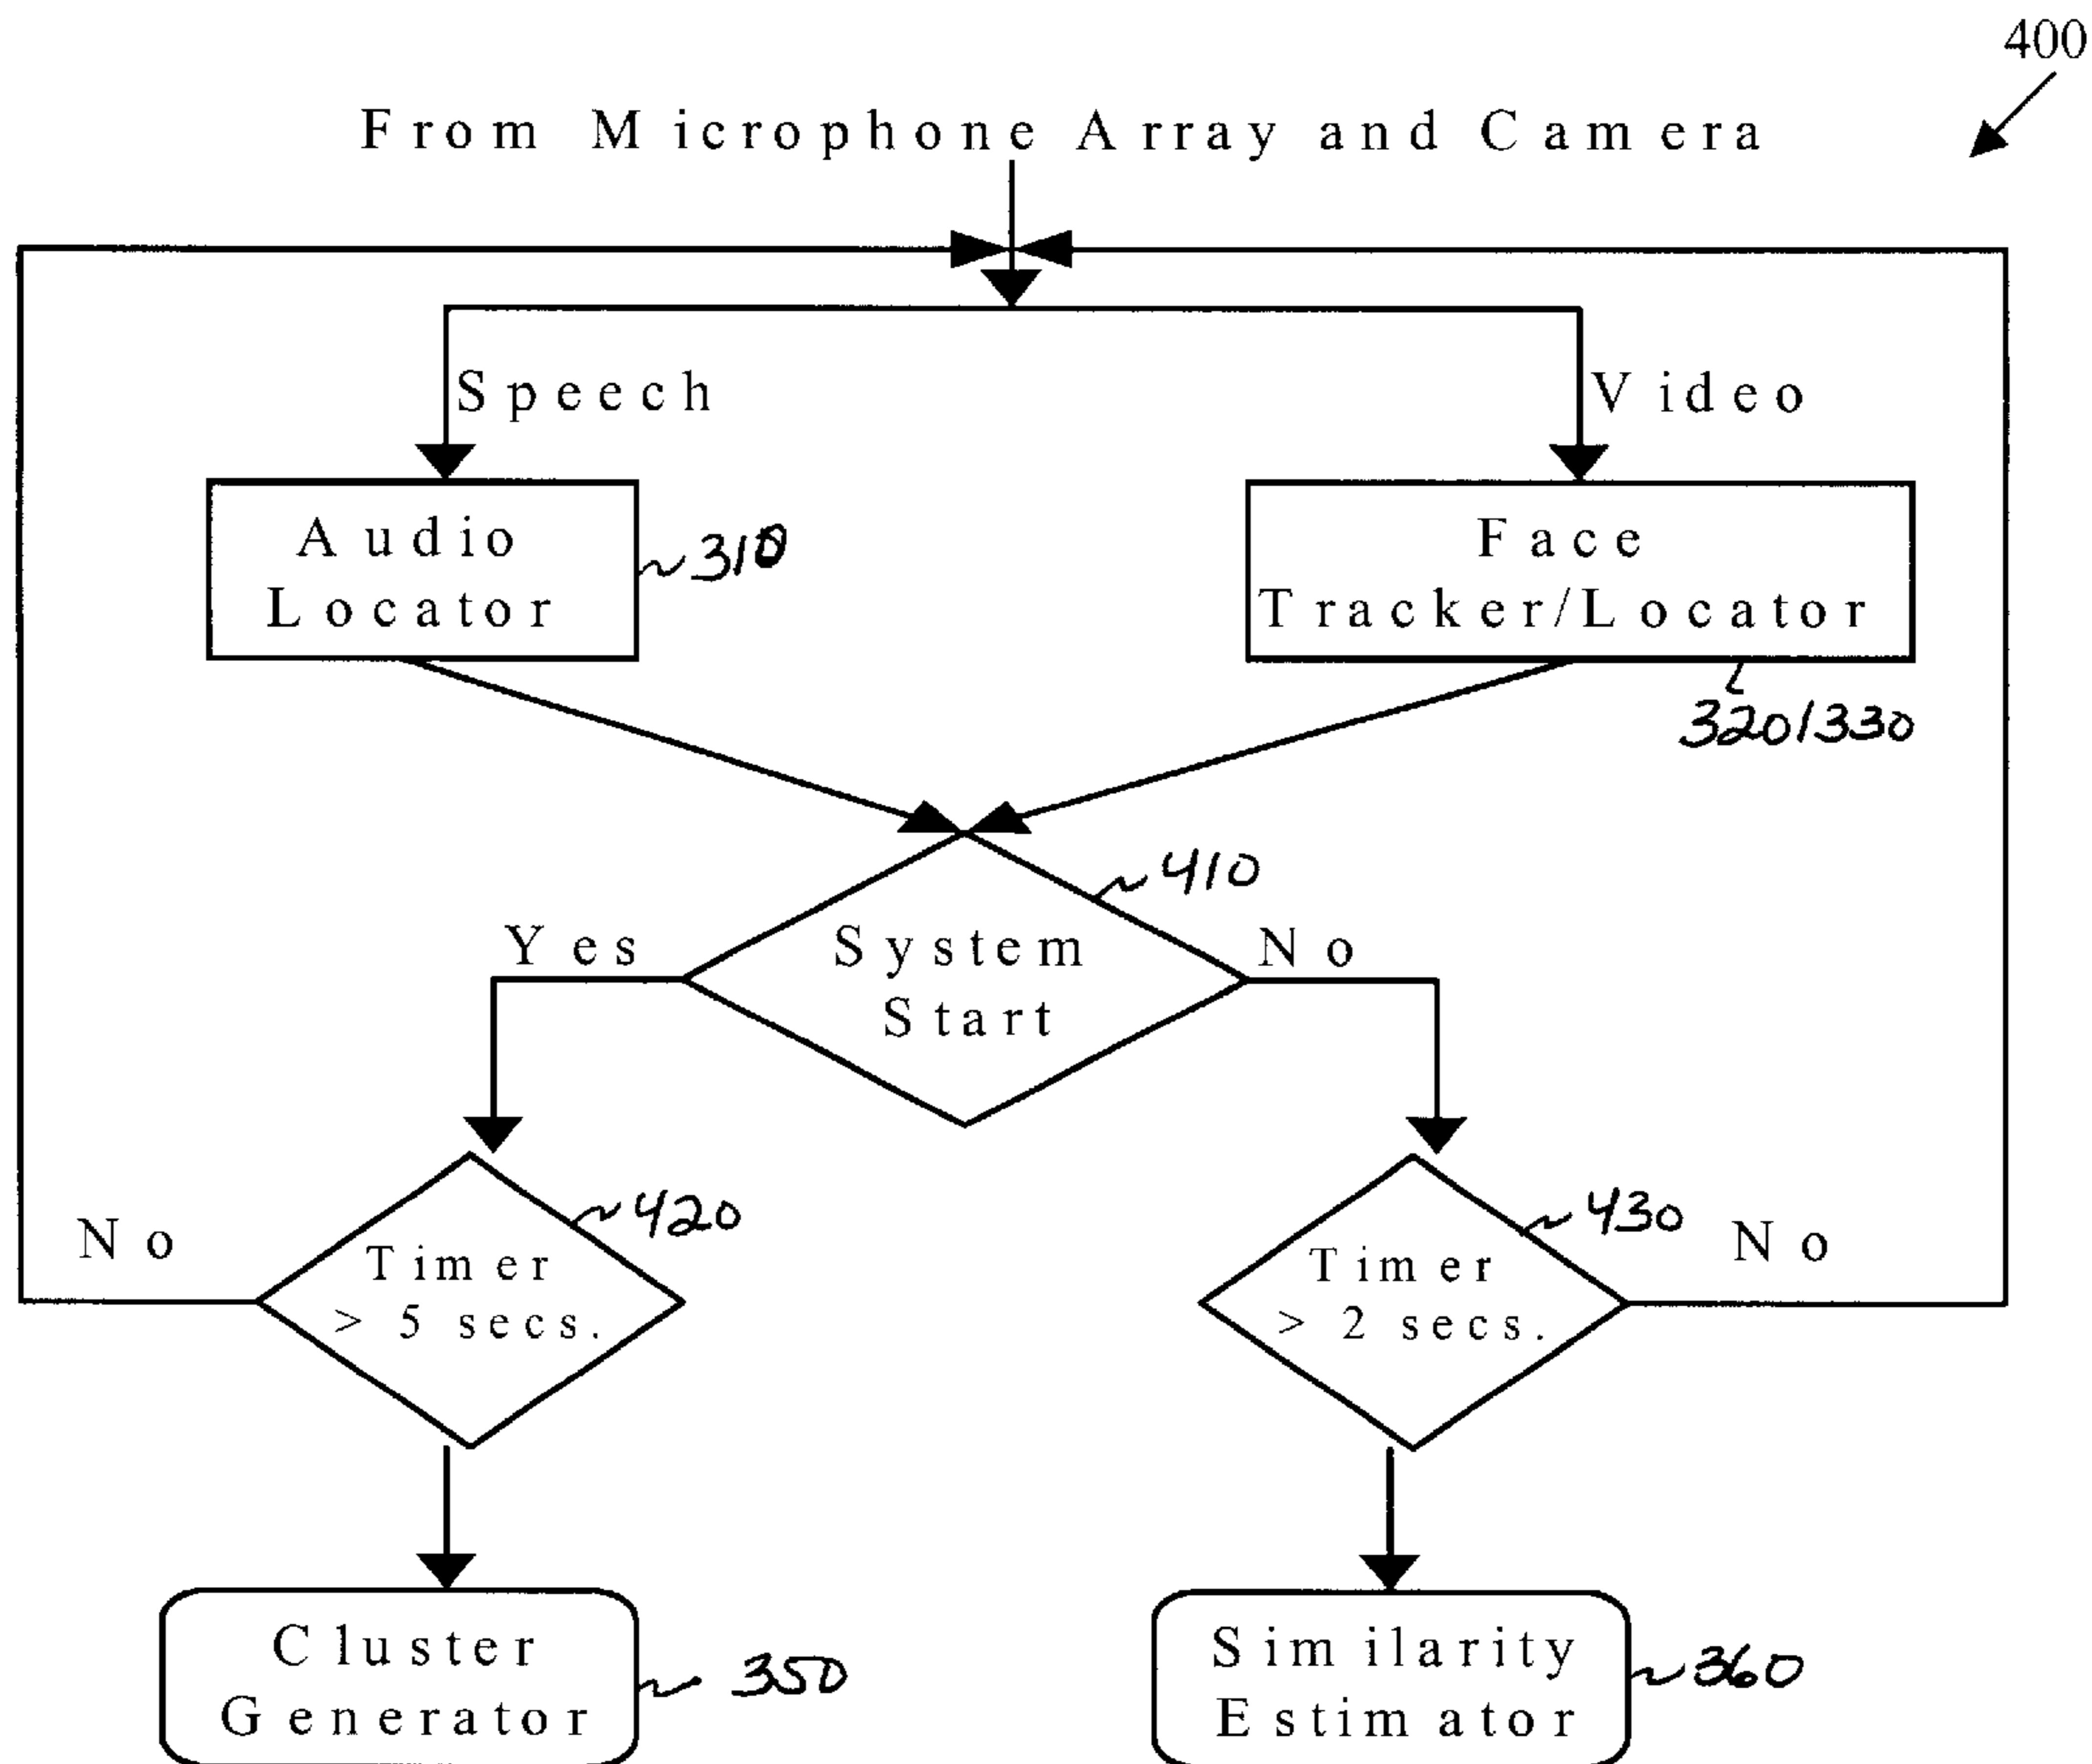 400
From Microphone Array and Camera
Speech
Video
Audio
Locator
310
Face
Tracker/Locator
320/330
410
Yes
System
Start
No
420
No
Timer
> 5 secs.
430
No
Timer
> 2 secs.
Cluster
Generator
350
Similarity
Estimator
360